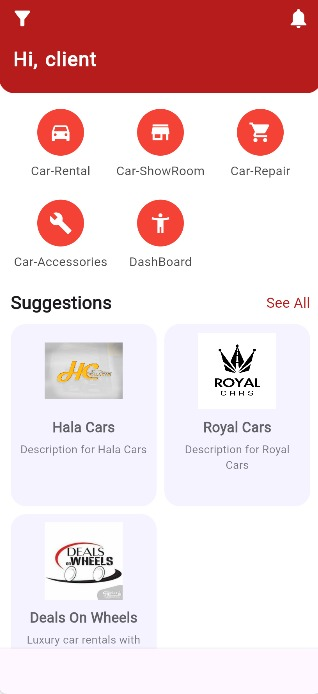 Hi, client
Car-Rental
Car-ShowRoom
Car-Repair
Car-Accessories
DashBoard
Suggestions
See All
HC
ROYAL
CARS
Hala Cars
Description for Hala Cars
Royal Cars
Description for Royal
Cars
DEALS
ON WHEELS
Deals On Wheels
Luxury car rentals with